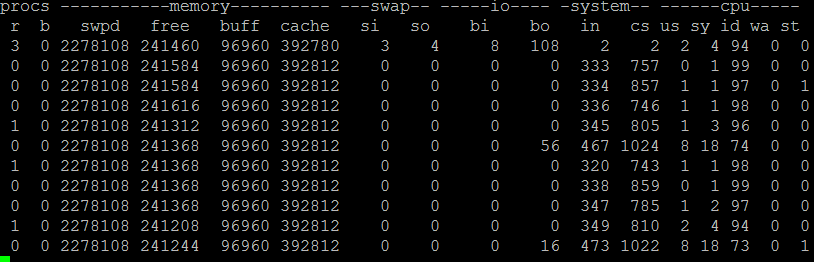 procs -----------memory---------- ---swap-- -----io---- -system-- ------cpu-----
 r  b   swpd   free   buff  cache   si   so    bi    bo   in   cs us sy id wa st
 3  0 2278108 241460  96960 392780    3    4     8   108    2    2  2  4 94  0  0
 0  0 2278108 241584  96960 392812    0    0     0     0  333  757  0  1 99  0  0
 0  0 2278108 241584  96960 392812    0    0     0     0  334  857  1  1 97  0  1
 0  0 2278108 241616  96960 392812    0    0     0     0  336  746  1  1 98  0  0
 1  0 2278108 241312  96960 392812    0    0     0     0  345  805  1  3 96  0  0
 0  0 2278108 241368  96960 392812    0    0     0    56  467 1024  8 18 74  0  0
 1  0 2278108 241368  96960 392812    0    0     0     0  320  743  1  1 98  0  0
 0  0 2278108 241368  96960 392812    0    0     0     0  338  859  0  1 99  0  0
 0  0 2278108 241368  96960 392812    0    0     0     0  347  785  1  2 97  0  0
 1  0 2278108 241208  96960 392812    0    0     0     0  349  810  2  4 94  0  0
 0  0 2278108 241244  96960 392812    0    0     0    16  473 1022  8 18 73  0  1